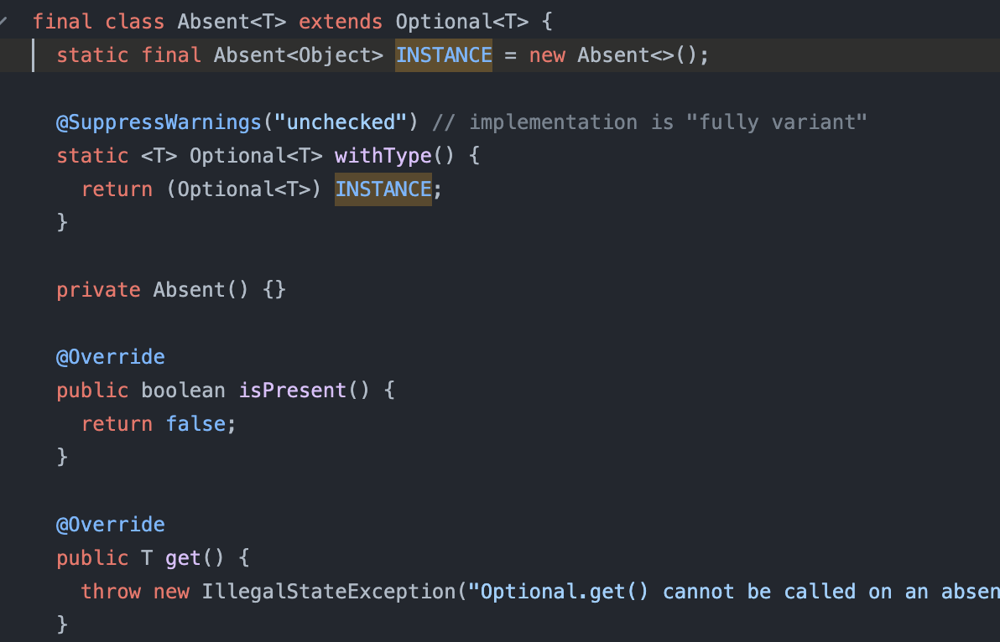 final class Absent<T> extends Optional<T> {
static final Absent<Object> INSTANCE = new Absent<>();
@SuppressWarnings("unchecked") // implementation is "fully variant"
static <T> Optional<T> withType() {
return (Optional<T>) INSTANCE;
}
private Absent() {}
@Override
public boolean isPresent() {
return false;
}
@Override
public T get() {
throw new IllegalStateException("Optional.get() cannot be called on an absen
}